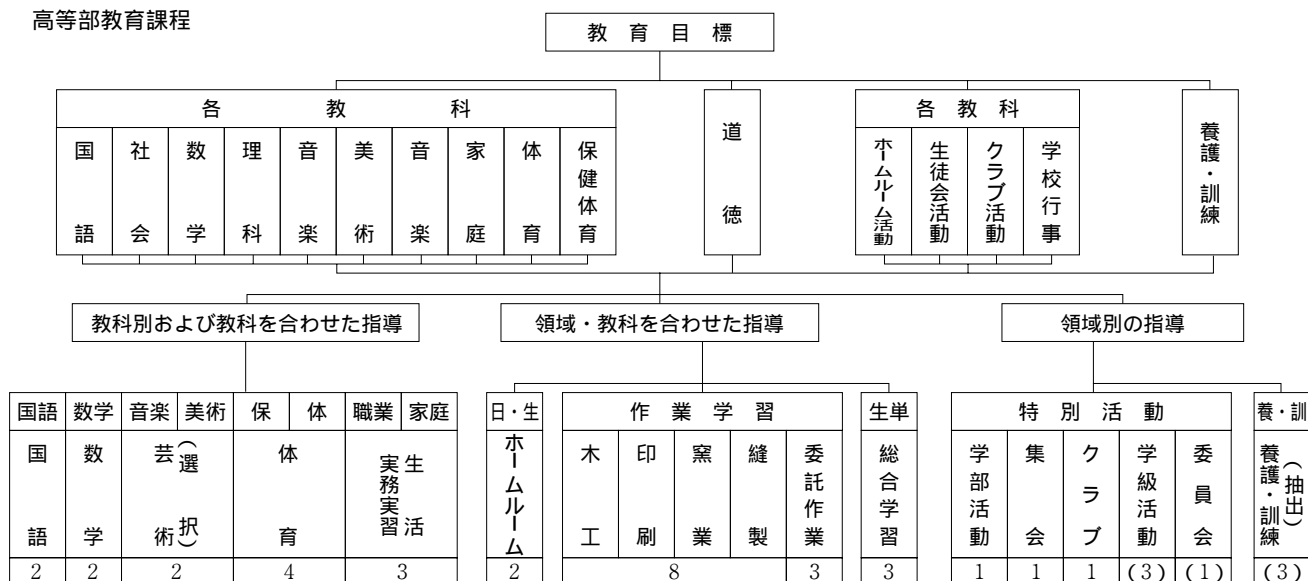 高等部教育課程
教育目標
各教科
国語
社会
数学
理科
音楽
美術
音楽
家庭
体育
保健体育
道徳
各教科
ホームルーム活動
生徒会活動
クラブ活動
学校行事
養護・訓練
教科別および教科を合わせた指導
領域・教科を合わせた指導
領域別の指導
国語 数学 音楽 美術 保 体 職業 家庭
国語
数学
芸術(選択)
体育
実務実習
生活
2 2 2 4 3
日・生
ホームルーム
2
作業学習
木工
印刷
窯業
縫製
委託作業
8 3
生単
総合学習
3
特別活動
学部活動
集会
クラブ
学級活動
委員会
1 1 1 (3) (1)
養・訓
養護・訓練(抽出)
(3)